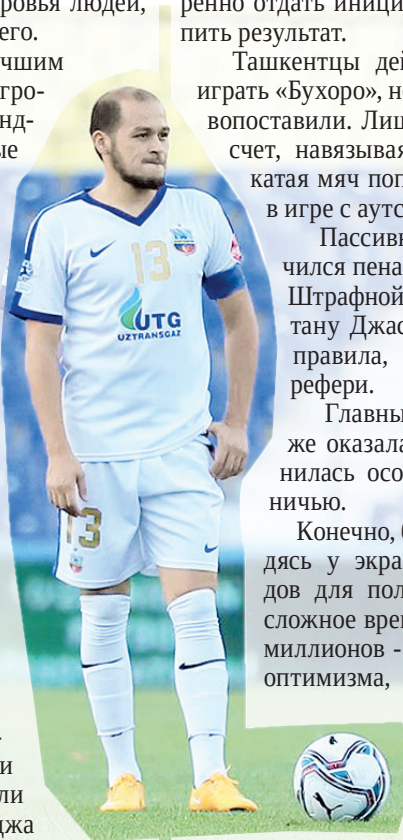 ровья людей,
его.
чшим
гро-
нд-
ые
ренно отдать иници
пить результат.
Ташкентцы дей
играть «Бухоро», н
вопоставили. Лиш
счет, навязывая
катая мяч поп
в игре с аутс
Пассивн
чился пена
Штрафной
тану Джас
правила,
рефери.
Главны
же оказала
нилась осо
ничью.
Конечно, б
дясь у экра
дов для пол
сложное врем
миллионов -
оптимизма,
и
ли
джа
13
UTG
UZTRANSGAZ
13